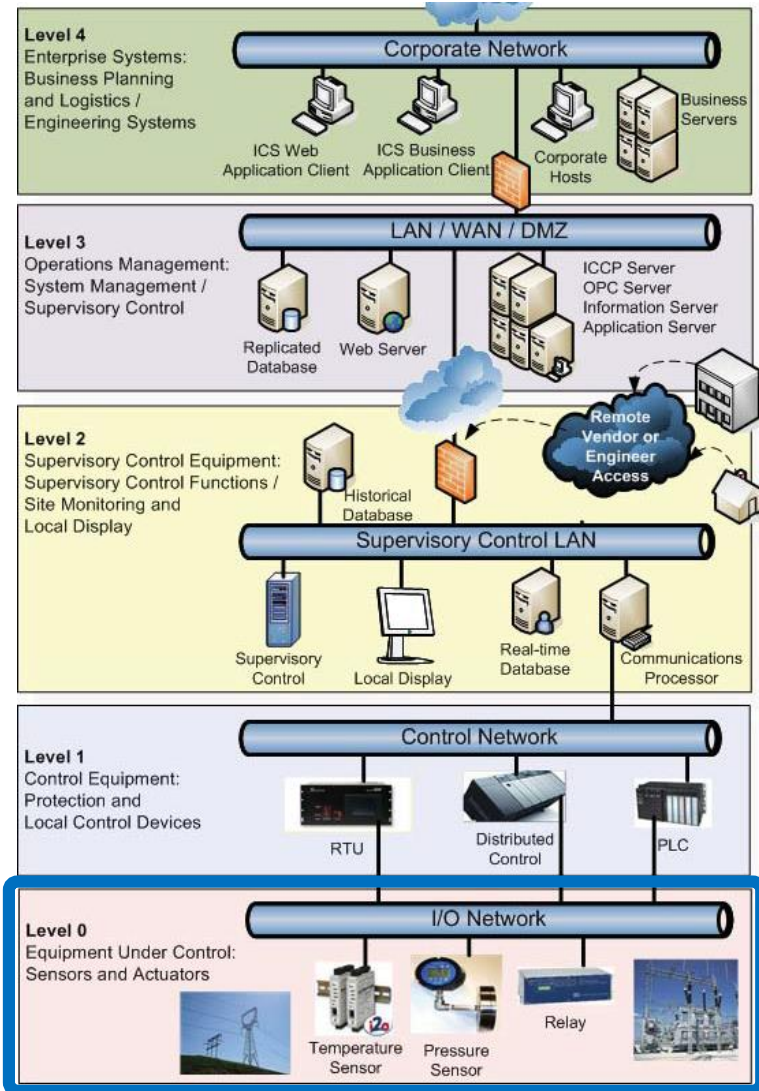 Level 4
Enterprise Systems:
Business Planning
and Logistics /
Engineering Systems
Corporate Network
ICS Web
Application Client
ICS Business
Application Client
Corporate
Hosts
Business
Servers
Level 3
Operations Management:
System Management /
Supervisory Control
LAN / WAN / DMZ
Replicated
Database
Web Server
ICCP Server
OPC Server
Information Server
Application Server
Remote
Vendor or
Engineer
Access
Level 2
Supervisory Control Equipment:
Supervisory Control Functions /
Site Monitoring and
Local Display
Historical
Database
Supervisory Control LAN
Supervisory
Control
Local Display
Real-time
Database
Communications
Processor
Level 1
Control Equipment:
Protection and
Local Control Devices
Control Network
RTU
Distributed
Control
PLC
Level 0
Equipment Under Control:
Sensors and Actuators
I/O Network
Temperature
Sensor
Pressure
Sensor
Relay